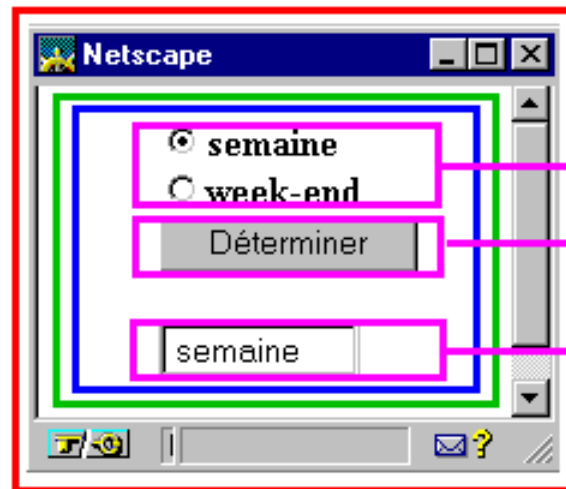 Netscape
semaine
week-end
Déterminer
semaine